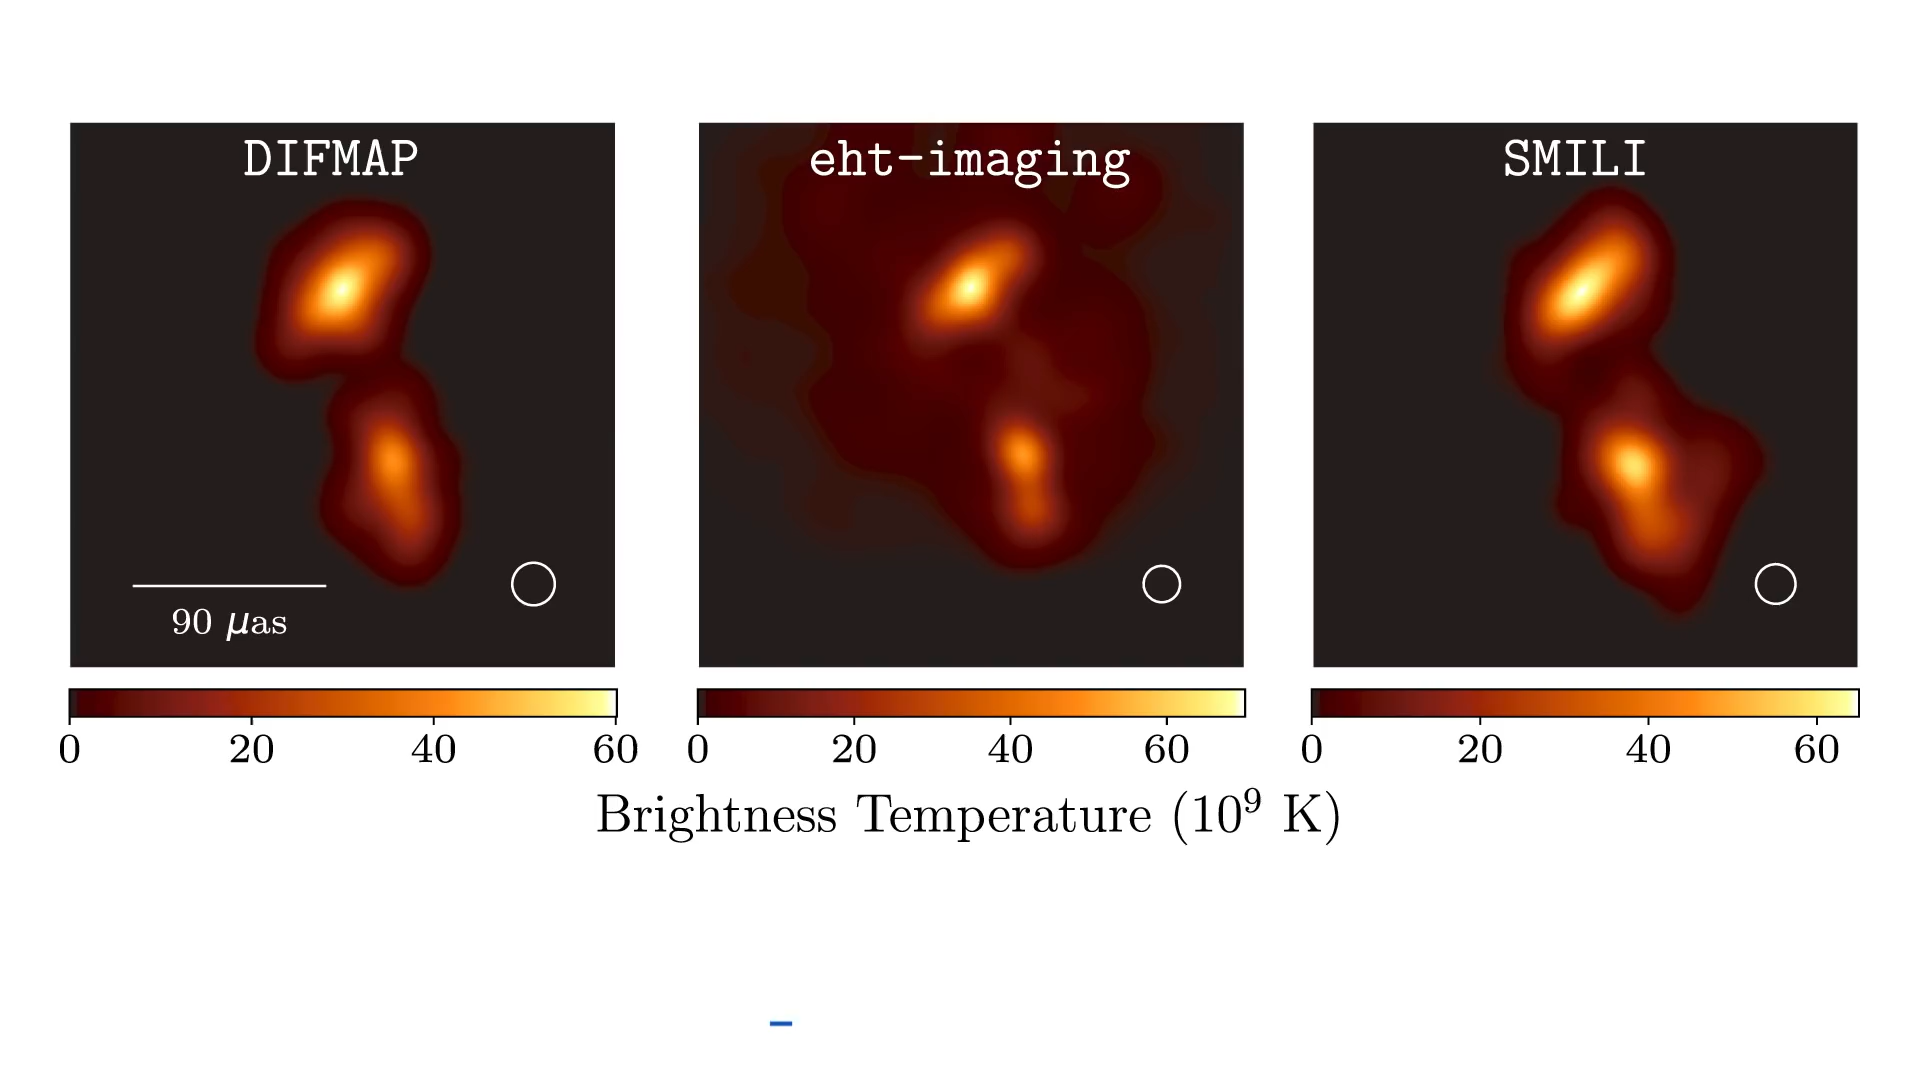 DIFMAP
eht-imaging
SMILI
90 μas
0 20 40 60
0 20 40 60
0 20 40 60
Brightness Temperature (10⁹ K)